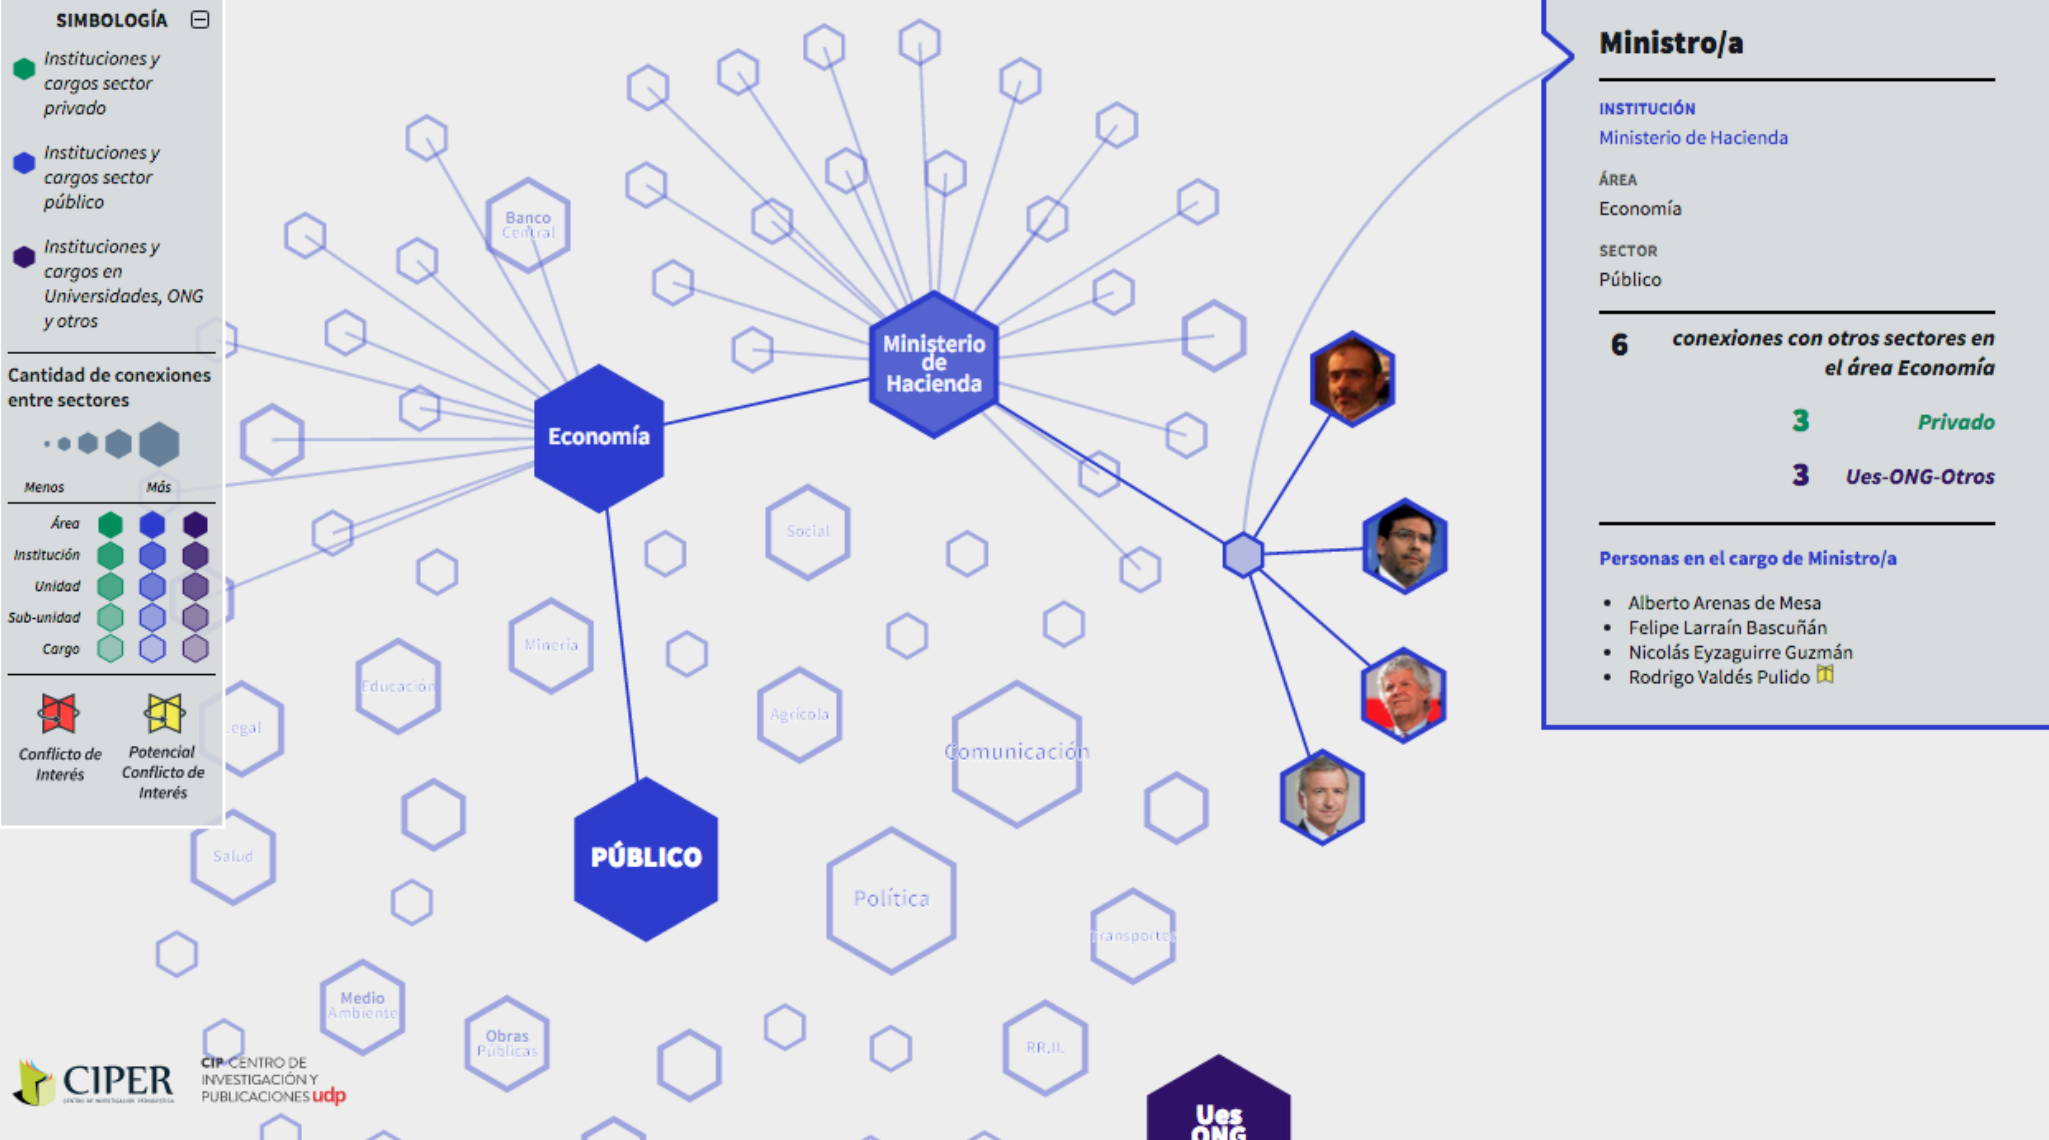 SIMBOLOGÍA
Instituciones y
cargos sector
privado
Instituciones y
cargos sector
público
Instituciones y
cargos en
Universidades, ONG
y otros
Cantidad de conexiones
entre sectores
Menos
Más
Área
Institución
Unidad
Sub-unidad
Cargo
Conflicto de
Interés
Potencial
Conflicto de
Interés
Banco
Central
Ministerio
de
Hacienda
Economía
Social
Minería
Educación
Agrícola
Legal
Comunicación
Salud
PÚBLICO
Política
Transportes
Medio
Ambiente
Obras
Públicas
RR.II.
Ues
ONG
CIPER
CIP CENTRO DE
INVESTIGACIÓN Y
PUBLICACIONES udp
Ministro/a
INSTITUCIÓN
Ministerio de Hacienda
ÁREA
Economía
SECTOR
Público
6 conexiones con otros sectores en
el área Economía
3 Privado
3 Ues-ONG-Otros
Personas en el cargo de Ministro/a
• Alberto Arenas de Mesa
• Felipe Larraín Bascuñán
• Nicolás Eyzaguirre Guzmán
• Rodrigo Valdés Pulido